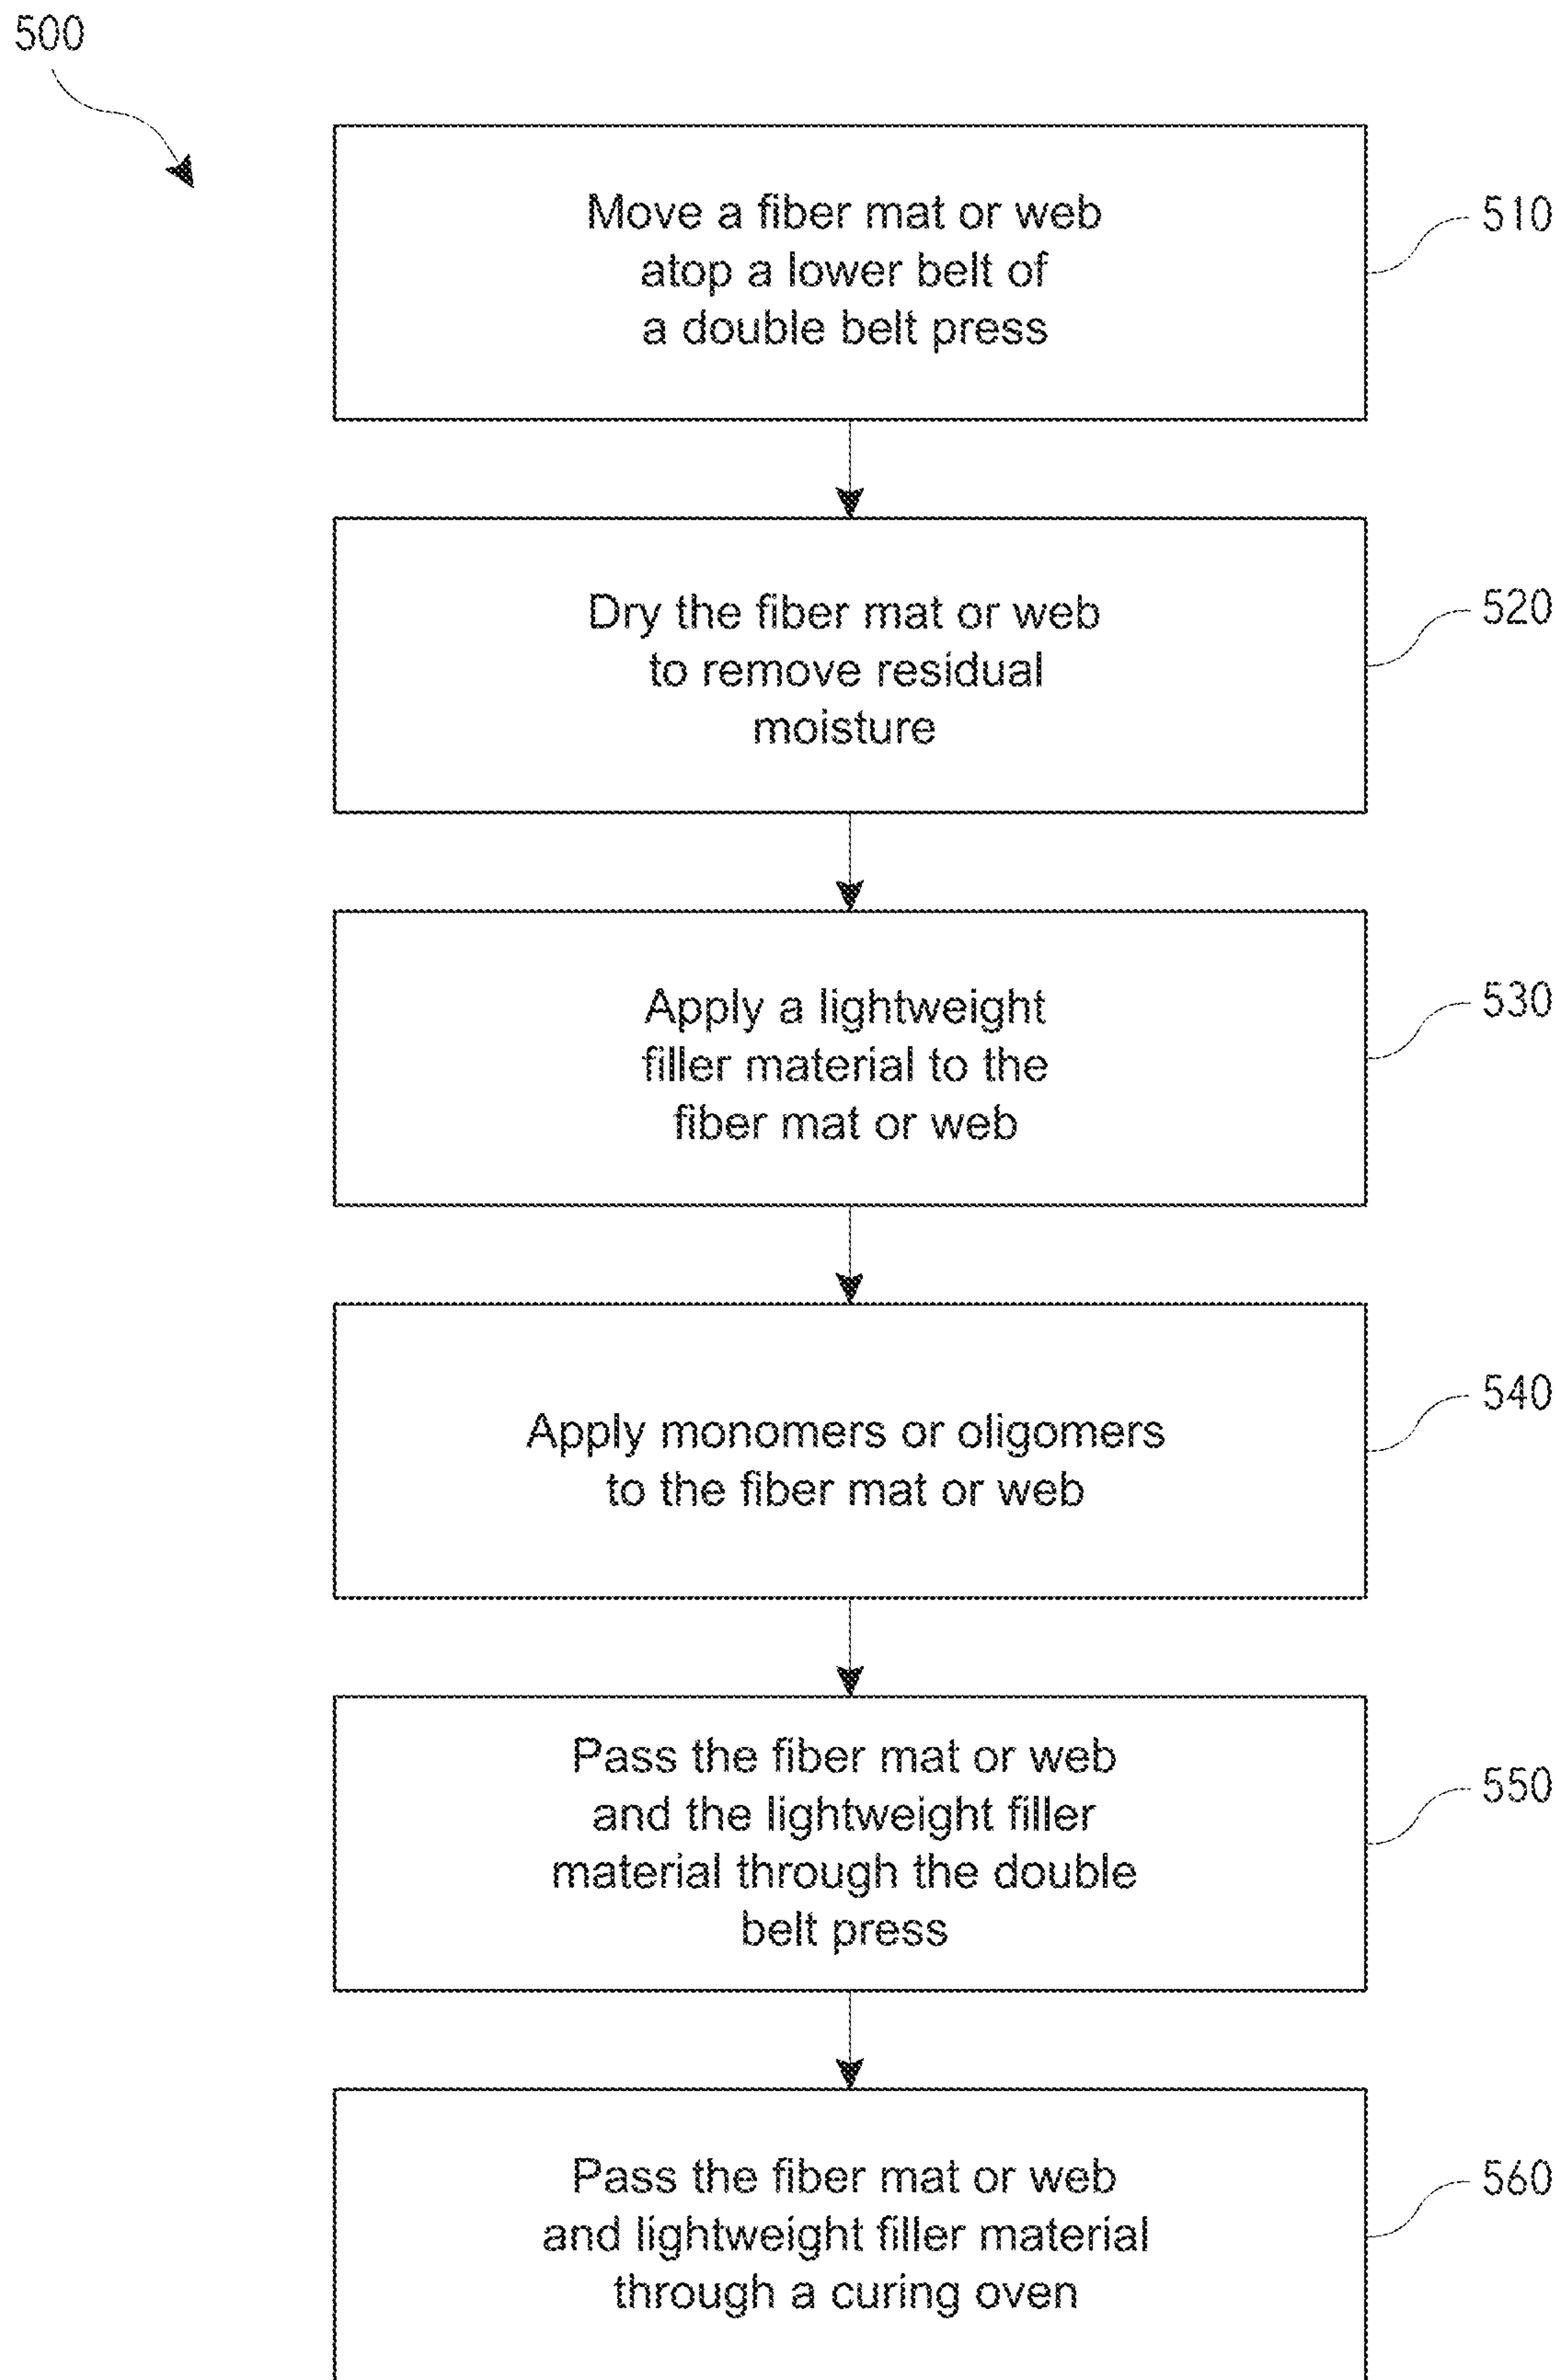 500
Move a fiber mat or web
atop a lower belt of
a double belt press
510
Dry the fiber mat or web
to remove residual
moisture
520
Apply a lightweight
filler material to the
fiber mat or web
530
Apply monomers or oligomers
to the fiber mat or web
540
Pass the fiber mat or web
and the lightweight filler
material through the double
belt press
550
Pass the fiber mat or web
and lightweight filler material
through a curing oven
560